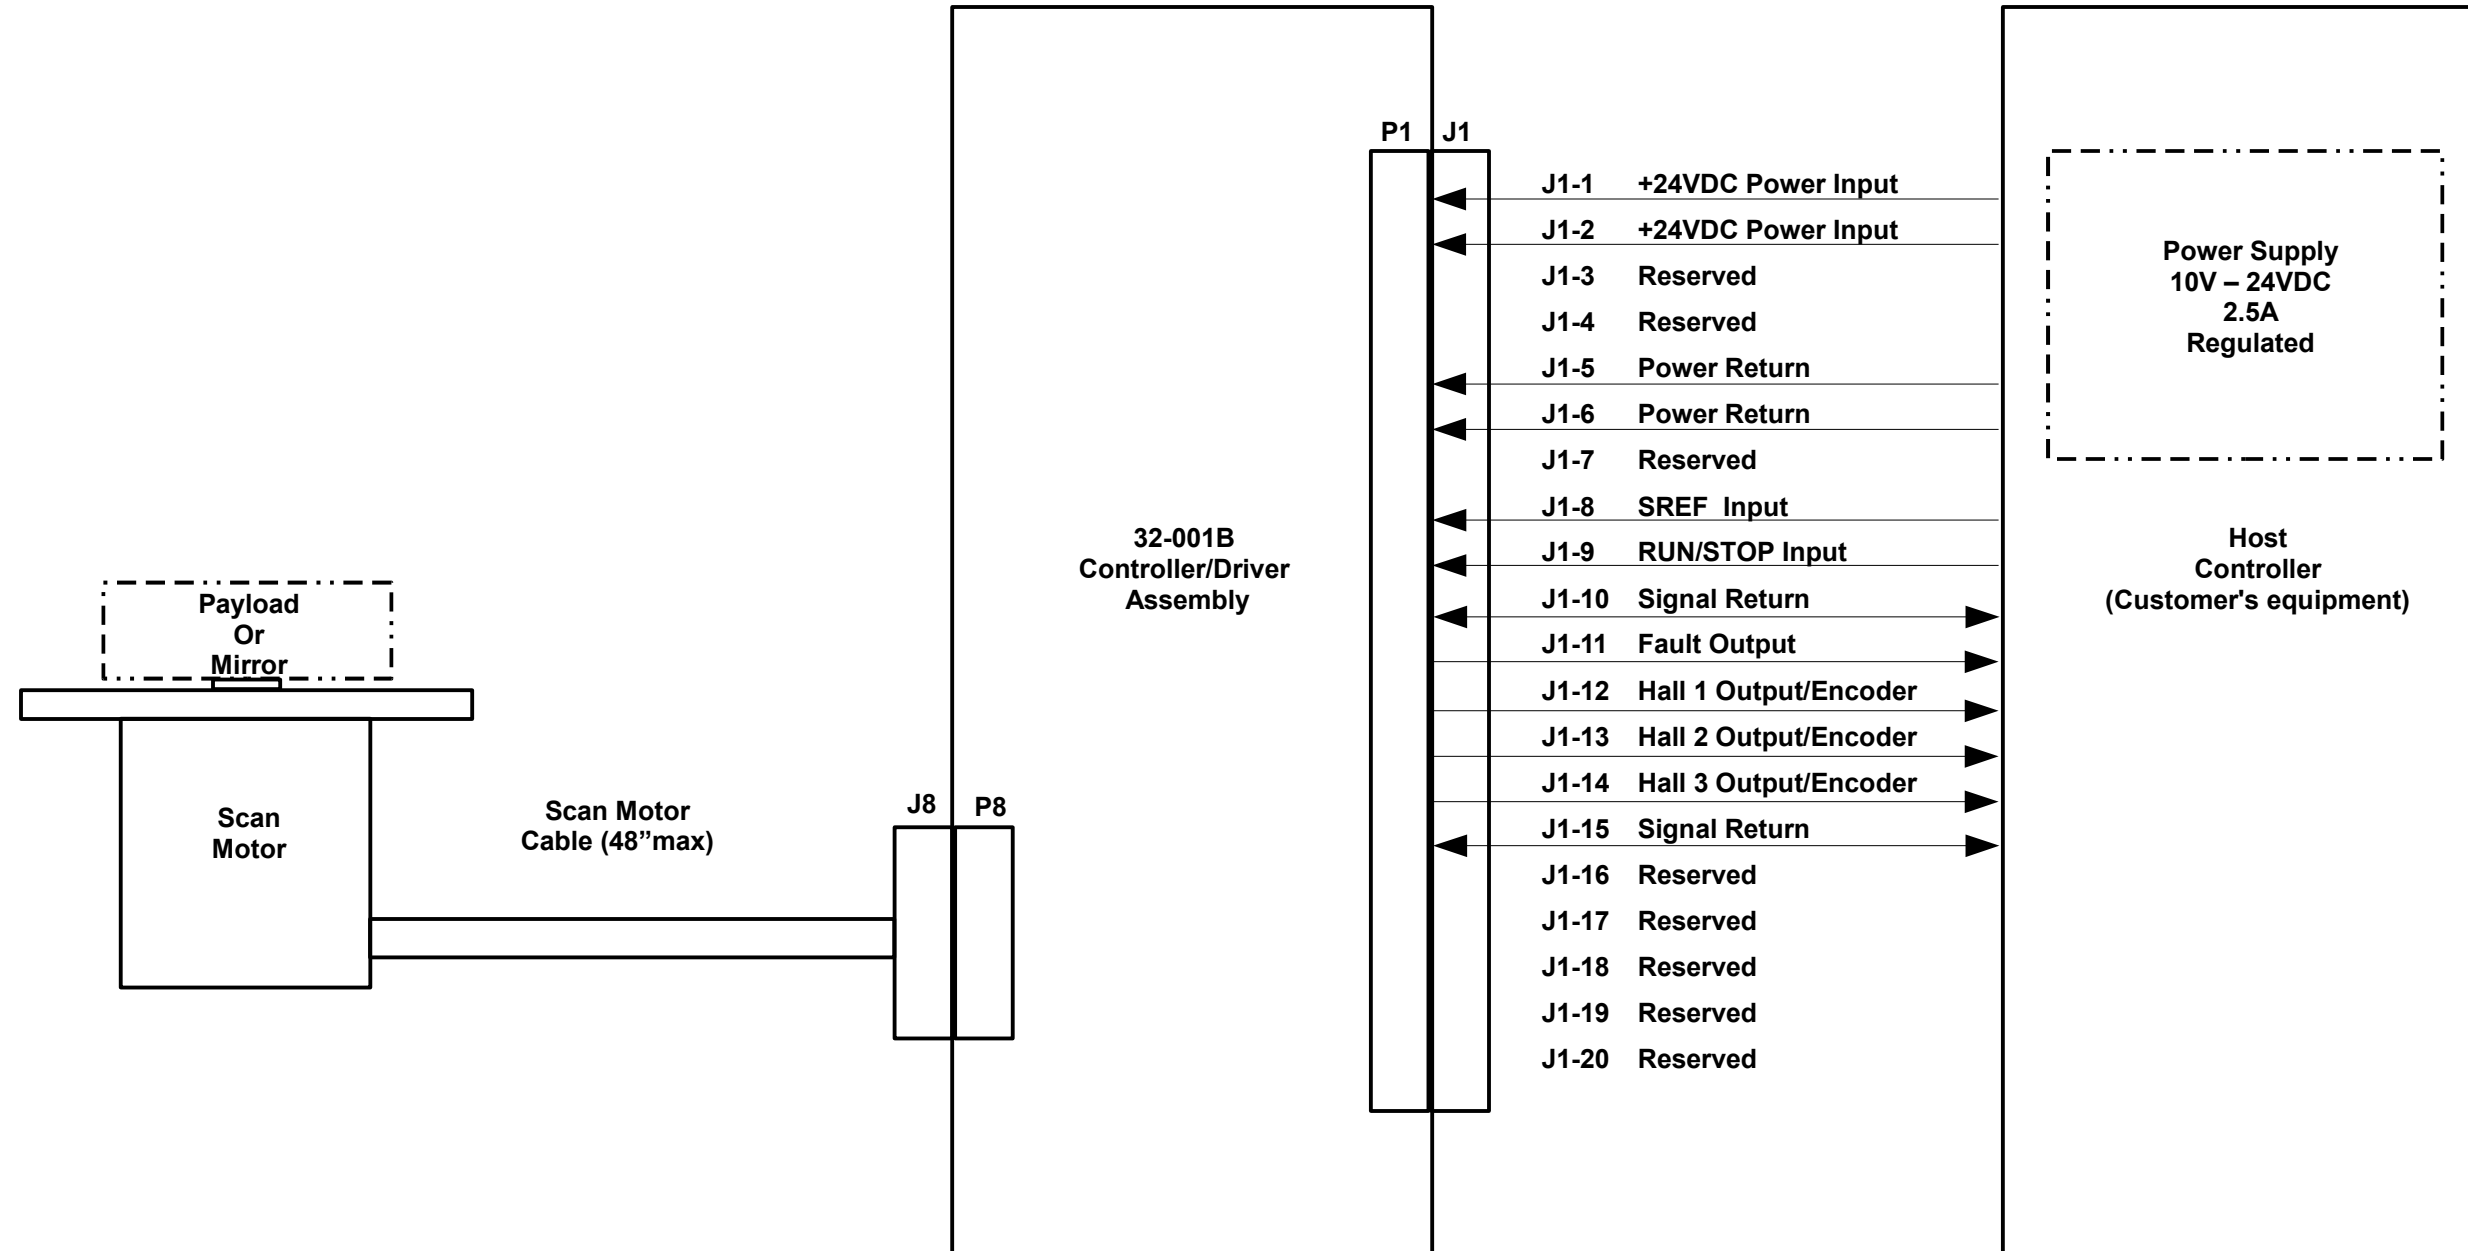 P1 J1
J1-1 +24VDC Power Input
J1-2 +24VDC Power Input
J1-3 Reserved
J1-4 Reserved
J1-5 Power Return
J1-6 Power Return
J1-7 Reserved
J1-8 SREF  Input
J1-9 RUN/STOP Input
J1-10 Signal Return
J1-11 Fault Output
J1-12 Hall 1 Output/Encoder
J1-13 Hall 2 Output/Encoder
J1-14 Hall 3 Output/Encoder
J1-15 Signal Return
J1-16 Reserved
J1-17 Reserved
J1-18 Reserved
J1-19 Reserved
J1-20 Reserved
Power Supply
10V – 24VDC
2.5A
Regulated
Host
Controller
(Customer's equipment)
32-001B
Controller/Driver
Assembly
Payload
Or
Mirror
Scan
Motor
Scan Motor
Cable (48”max)
J8 P8